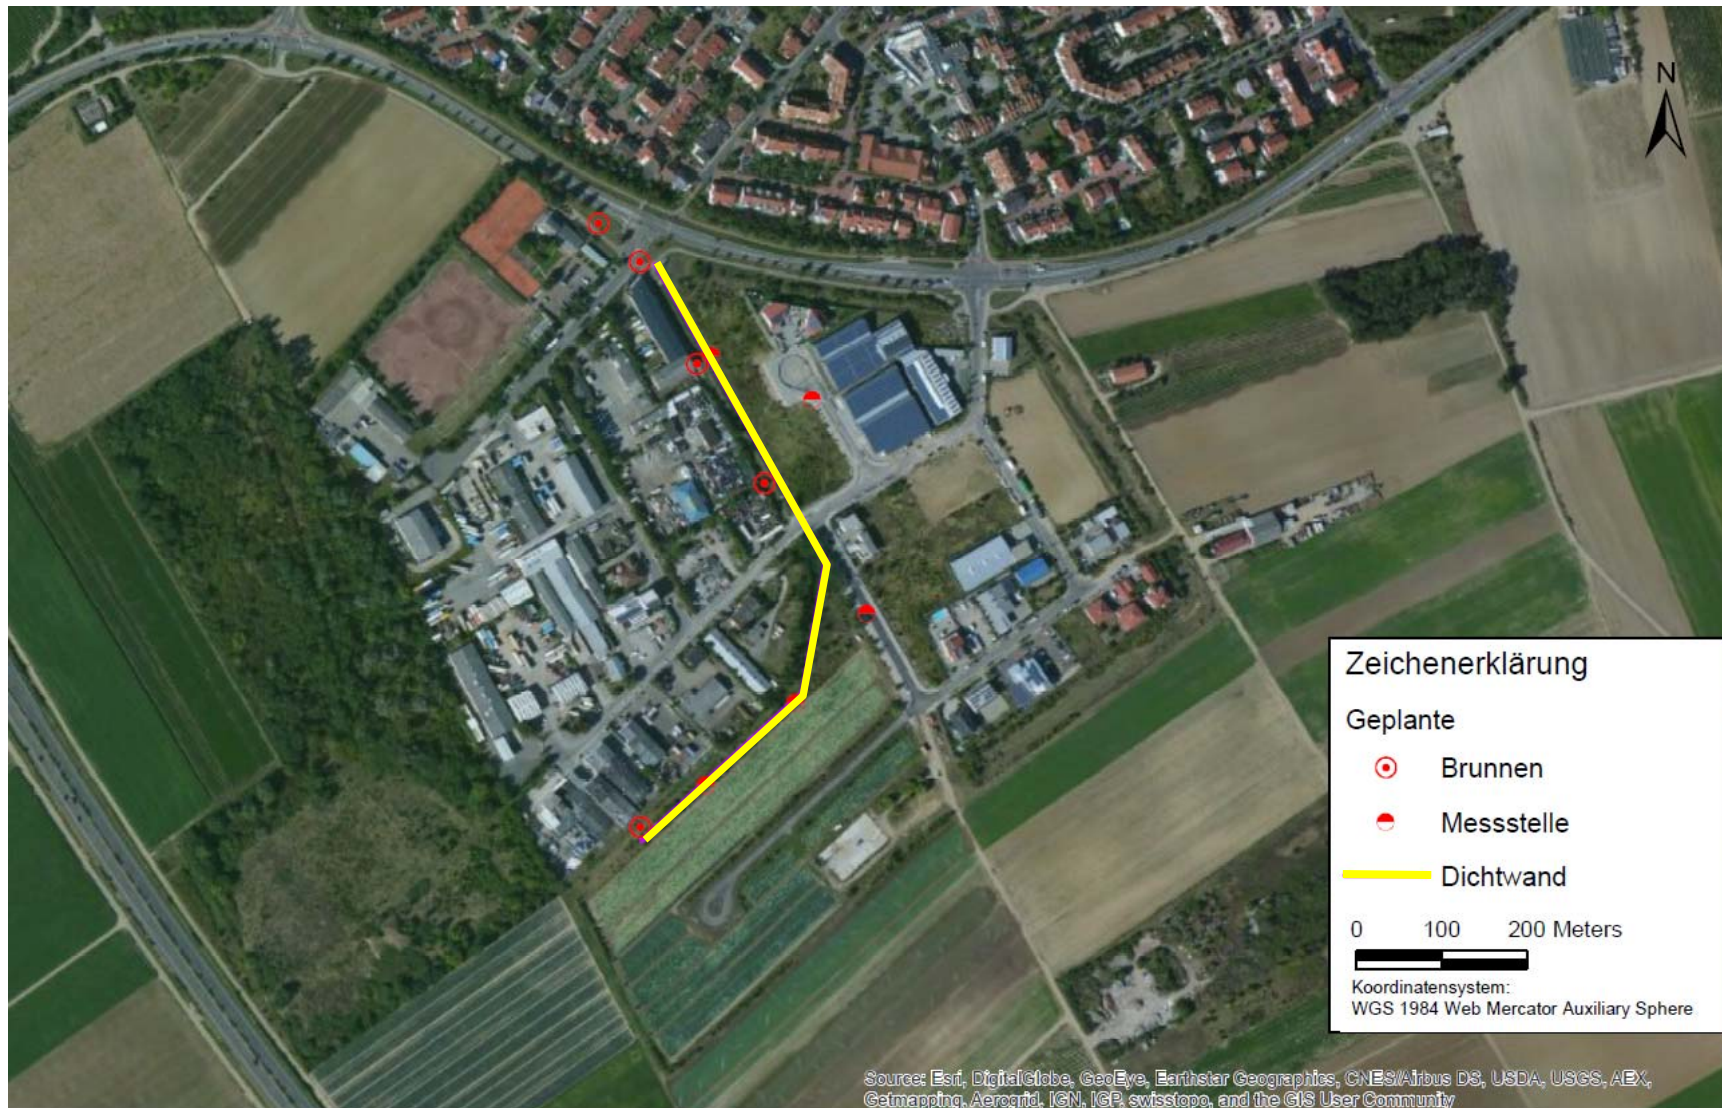 N
Zeichenerklärung
Geplante
Brunnen
Messstelle
Dichtwand
0 100 200 Meters
Koordinatensystem:
WGS 1984 Web Mercator Auxiliary Sphere
Source: Esri, DigitalGlobe, GeoEye, Earthstar Geographics, CNES/Airbus DS, USDA, USGS, AEX,
Getmapping, Aerogrid, IGN, IGP, swisstopo, and the GIS User Community